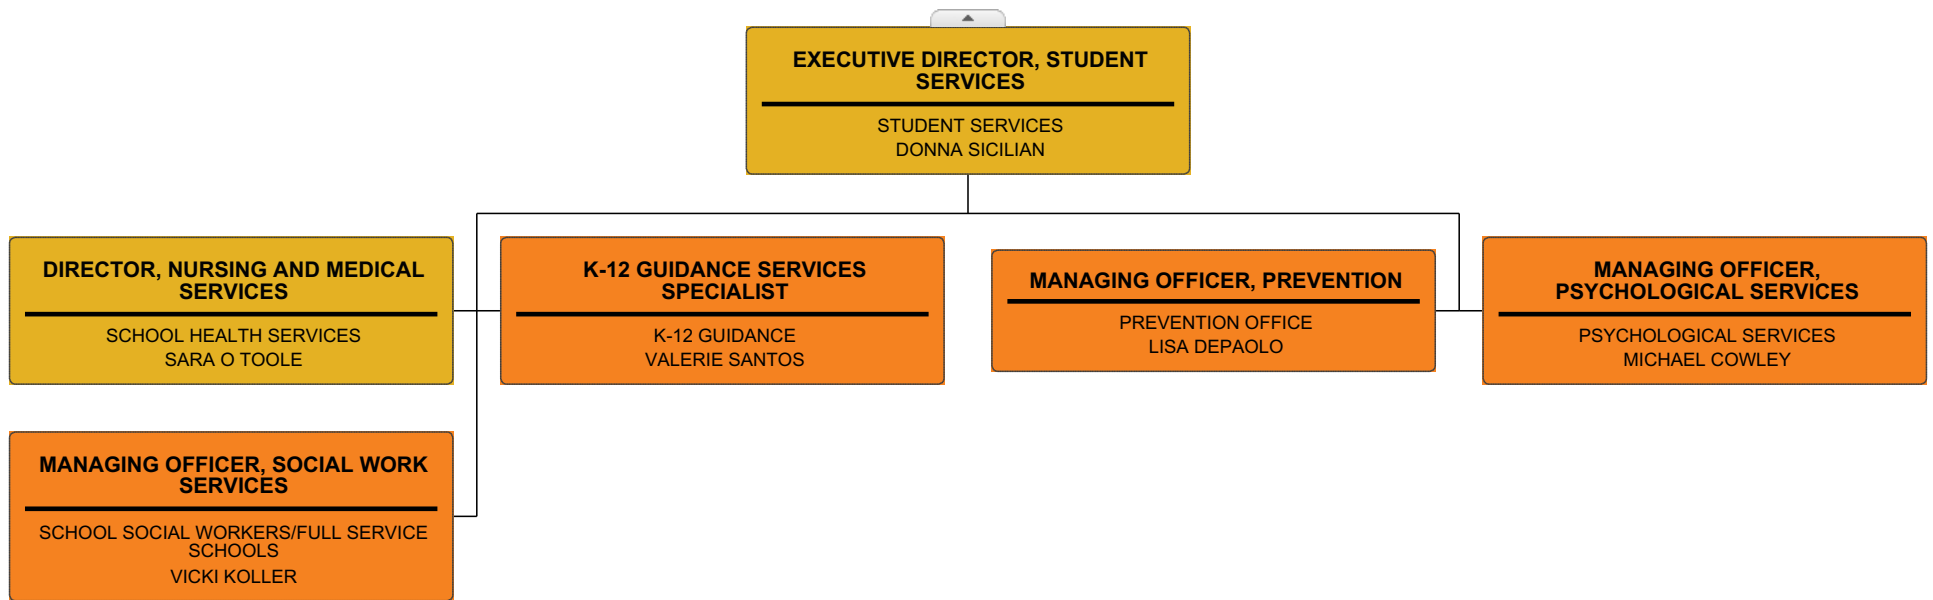 EXECUTIVE DIRECTOR, STUDENT
SERVICES
STUDENT SERVICES
DONNA SICILIAN
DIRECTOR, NURSING AND MEDICAL
SERVICES
SCHOOL HEALTH SERVICES
SARA O TOOLE
K-12 GUIDANCE SERVICES
SPECIALIST
K-12 GUIDANCE
VALERIE SANTOS
MANAGING OFFICER, PREVENTION
PREVENTION OFFICE
LISA DEPAOLO
MANAGING OFFICER,
PSYCHOLOGICAL SERVICES
PSYCHOLOGICAL SERVICES
MICHAEL COWLEY
MANAGING OFFICER, SOCIAL WORK
SERVICES
SCHOOL SOCIAL WORKERS/FULL SERVICE
SCHOOLS
VICKI KOLLER